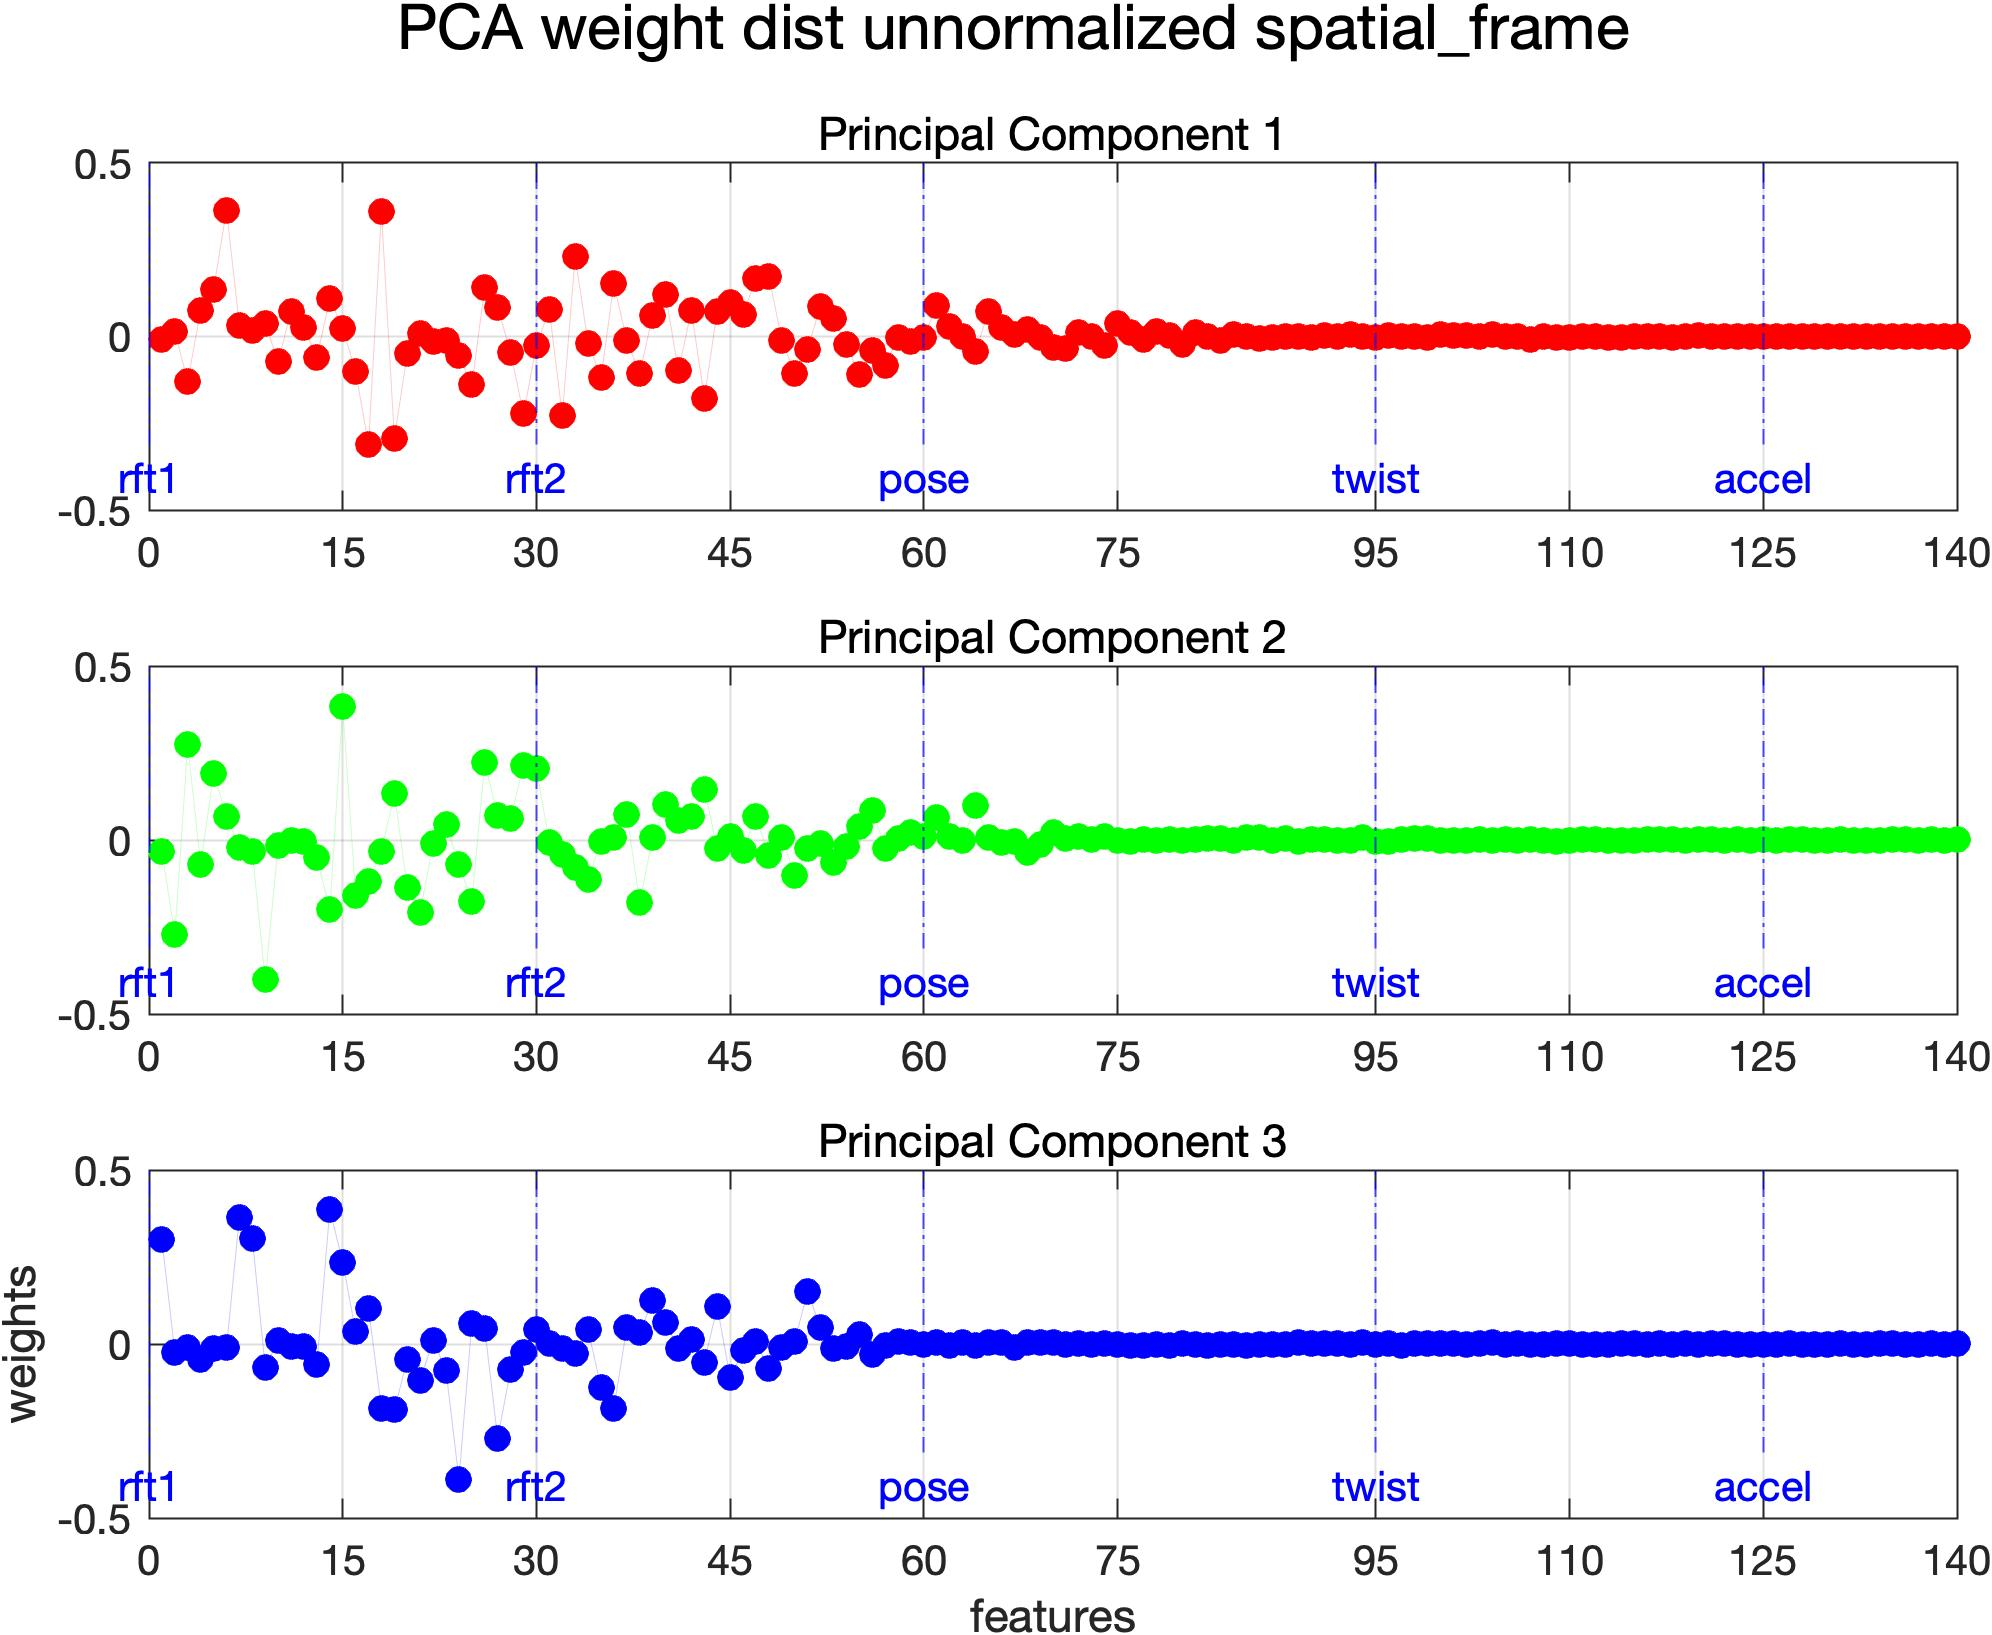 PCA weight dist unnormalized spatial_frame
Principal Component 1
0.5
0
-0.5
rft1 rft2 pose twist accel
0 15 30 45 60 75 95 110 125 140
Principal Component 2
0.5
0
-0.5
rft1 rft2 pose twist accel
0 15 30 45 60 75 95 110 125 140
Principal Component 3
0.5
0
-0.5
weights
rft1 rft2 pose twist accel
0 15 30 45 60 75 95 110 125 140
features